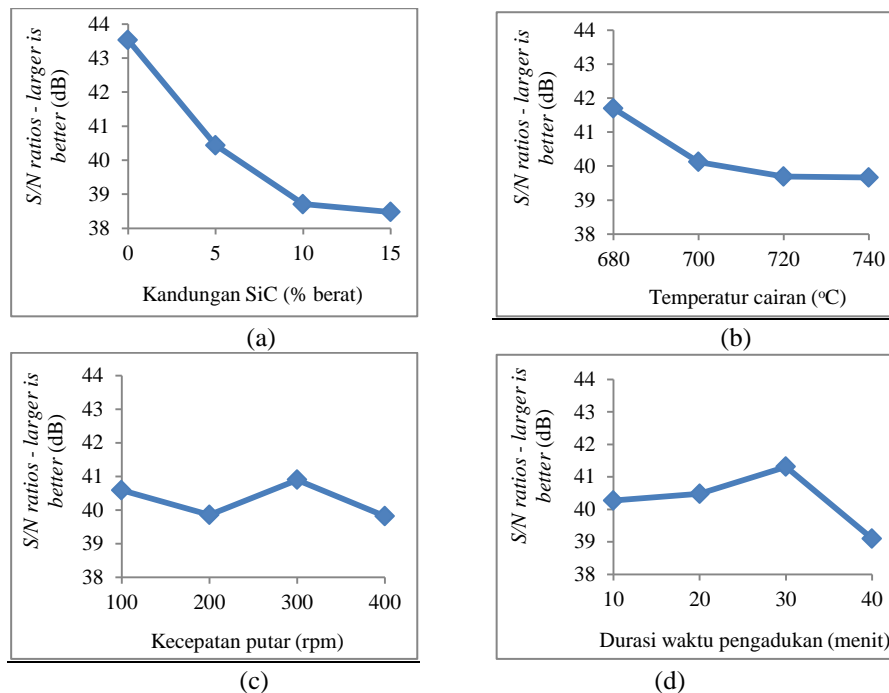 S/N ratios - larger is
better (dB)
44
43
42
41
40
39
38
0
5
10
15
Kandungan SiC (% berat)
(a)
S/N ratios - larger is
better (dB)
44
43
42
41
40
39
38
680
700
720
740
Temperatur cairan (°C)
(b)
S/N ratios - larger is
better (dB)
44
43
42
41
40
39
38
100
200
300
400
Kecepatan putar (rpm)
(c)
S/N ratios - larger is
better (dB)
44
43
42
41
40
39
38
10
20
30
40
Durasi waktu pengadukan (menit)
(d)